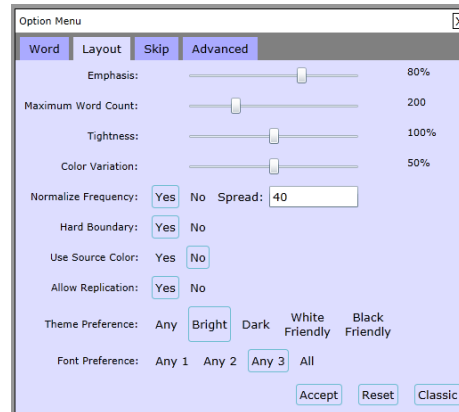 Option Menu X
Word Layout Skip Advanced
Emphasis: 80%
Maximum Word Count: 200
Tightness: 100%
Color Variation: 50%
Normalize Frequency: Yes No Spread: 40
Hard Boundary: Yes No
Use Source Color: Yes No
Allow Replication: Yes No
Theme Preference: Any Bright Dark White Friendly Black Friendly
Font Preference: Any 1 Any 2 Any 3 All
Accept Reset Classic